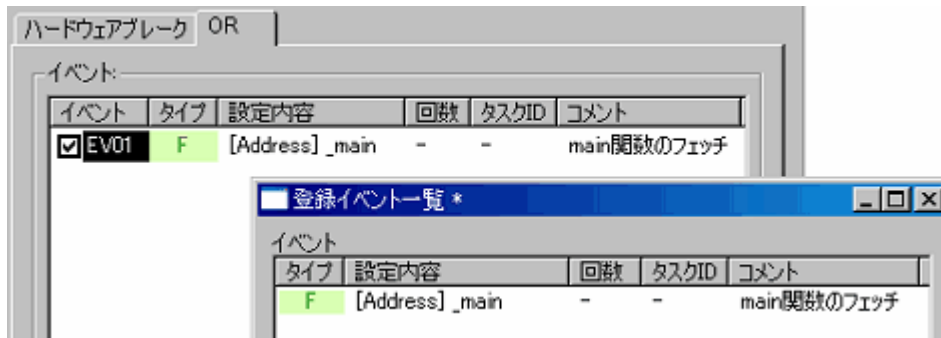 ハードウェアブレーク OR
イベント:
イベント タイプ 設定内容 回数 タスクID コメント
EV01 F [Address] _main - - main関数のフェッチ
登録イベント一覧 *
イベント
タイプ 設定内容 回数 タスクID コメント
F [Address] _main - - main関数のフェッチ